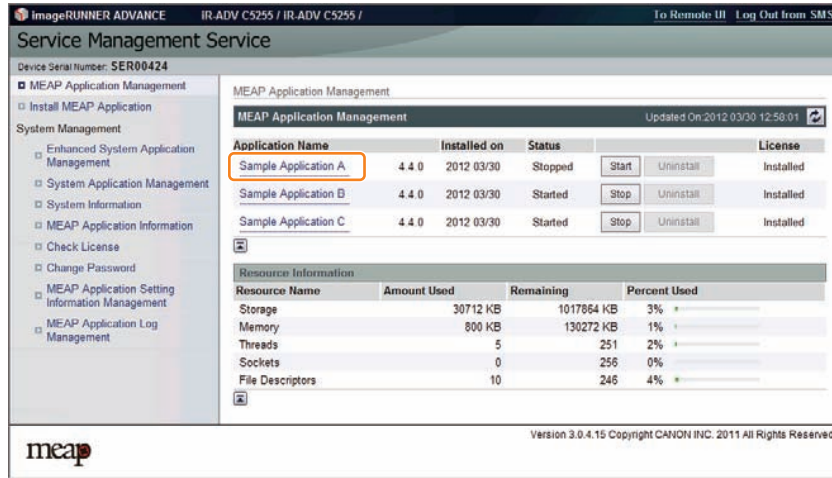 imageRUNNER ADVANCE IR-ADV C5255 / IR-ADV C5255 / To Remote UI Log Out from SMS
Service Management Service
Device Serial Number: SER00424
MEAP Application Management
Install MEAP Application
System Management
Enhanced System Application
Management
System Application Management
System Information
MEAP Application Information
Check License
Change Password
MEAP Application Setting
Information Management
MEAP Application Log
Management
MEAP Application Management
MEAP Application Management Updated On:2012 03/30 12:58:01
Application Name Installed on Status License
Sample Application A 4.4.0 2012 03/30 Stopped Start Uninstall Installed
Sample Application B 4.4.0 2012 03/30 Started Stop Uninstall Installed
Sample Application C 4.4.0 2012 03/30 Started Stop Uninstall Installed
Resource Information
Resource Name Amount Used Remaining Percent Used
Storage 30712 KB 1017864 KB 3%
Memory 800 KB 130272 KB 1%
Threads 5 251 2%
Sockets 0 256 0%
File Descriptors 10 246 4%
Version 3.0.4.15 Copyright CANON INC. 2011 All Rights Reserved
meap